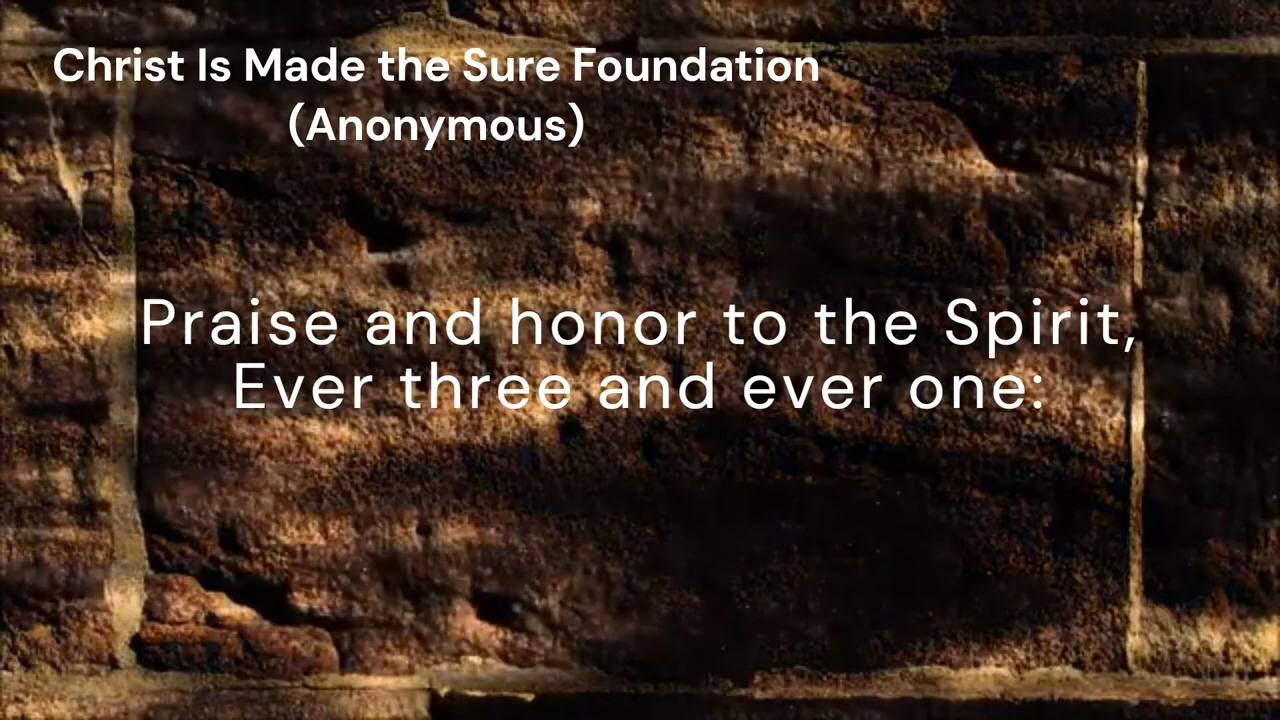 Christ Is Made the Sure Foundation
(Anonymous)
Praise and honor to the Spirit,
Ever three and ever one: